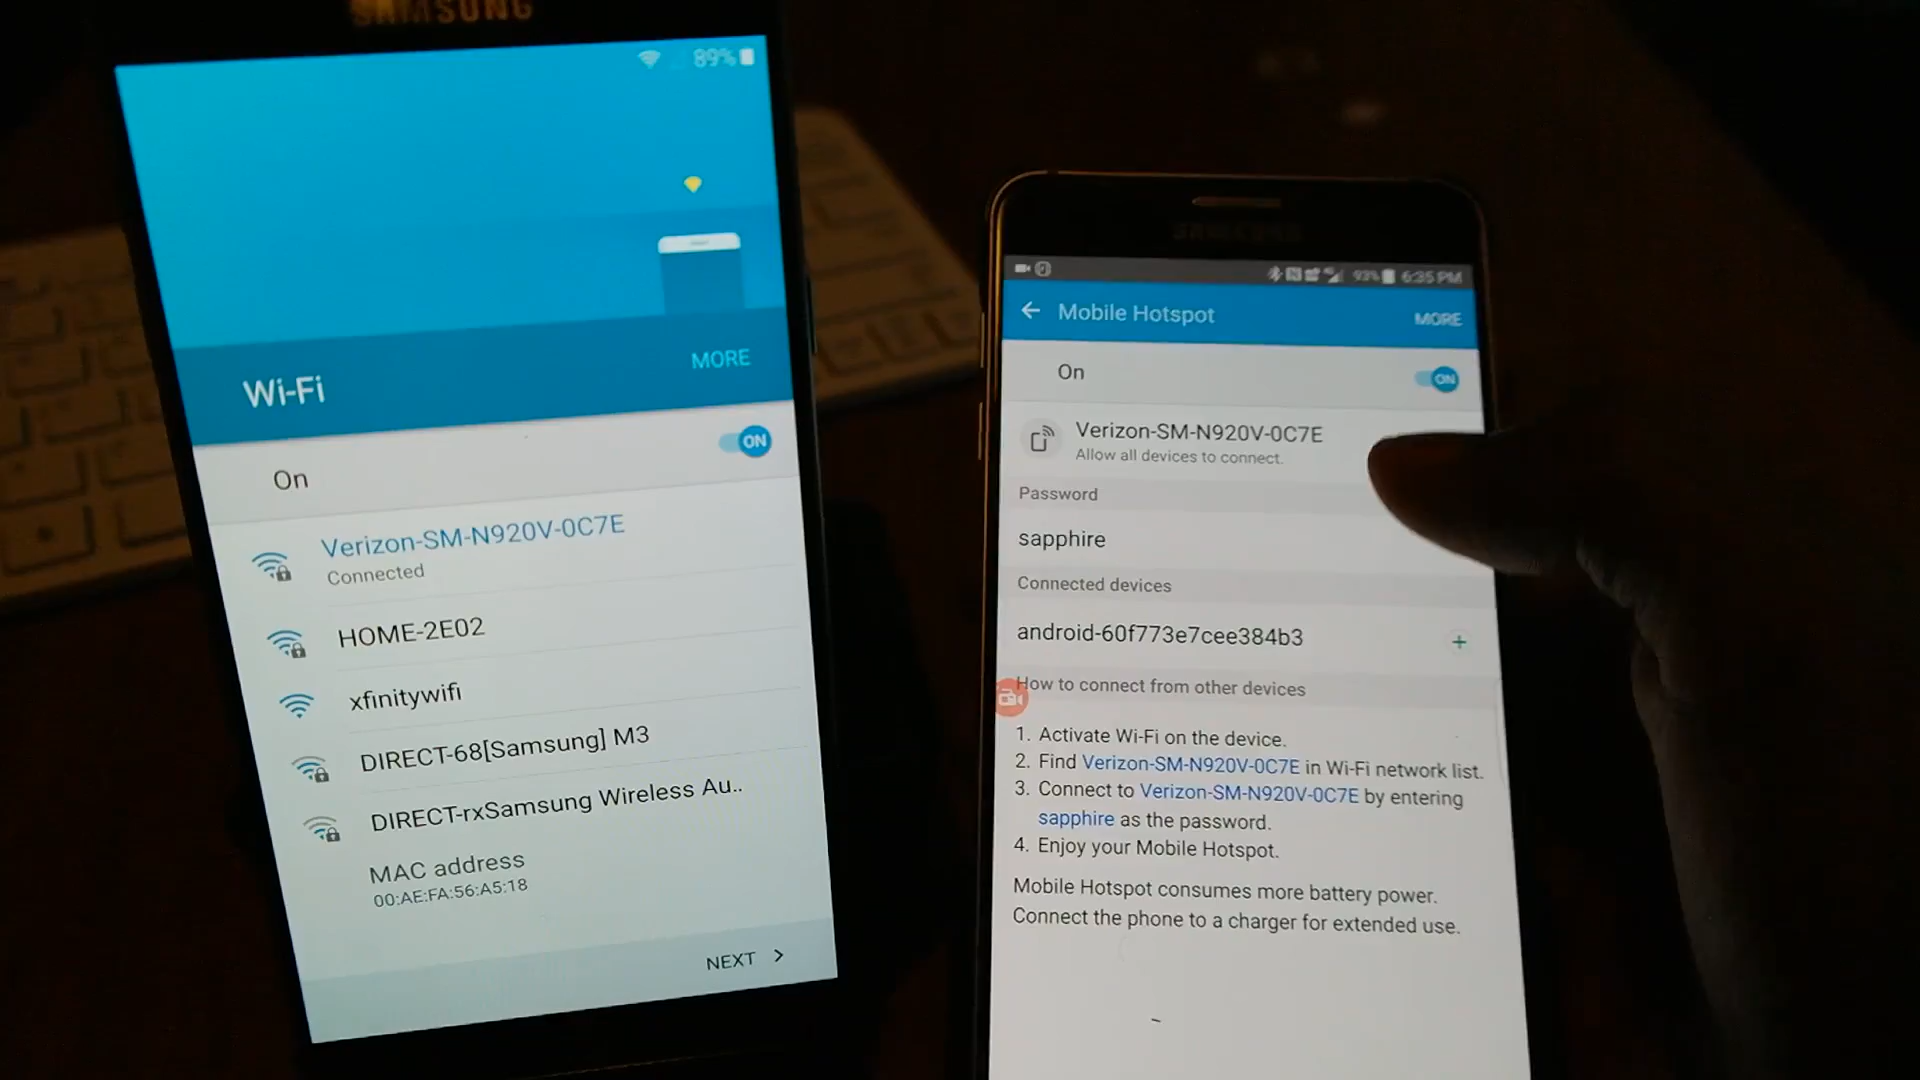 SAMSUNG
89%
MORE
Wi-Fi
ON
On
Verizon-SM-N920V-0C7E
Connected
HOME-2E02
xfinitywifi
DIRECT-68[Samsung] M3
DIRECT-rxSamsung Wireless Au..
MAC address
00:AE:FA:56:A5:18
NEXT >
SAMSUNG
93% 6:35 PM
Mobile Hotspot MORE
On ON
Verizon-SM-N920V-0C7E
Allow all devices to connect.
Password
sapphire
Connected devices
android-60f773e7cee384b3 +
How to connect from other devices
1. Activate Wi-Fi on the device.
2. Find Verizon-SM-N920V-0C7E in Wi-Fi network list.
3. Connect to Verizon-SM-N920V-0C7E by entering
sapphire as the password.
4. Enjoy your Mobile Hotspot.
Mobile Hotspot consumes more battery power.
Connect the phone to a charger for extended use.